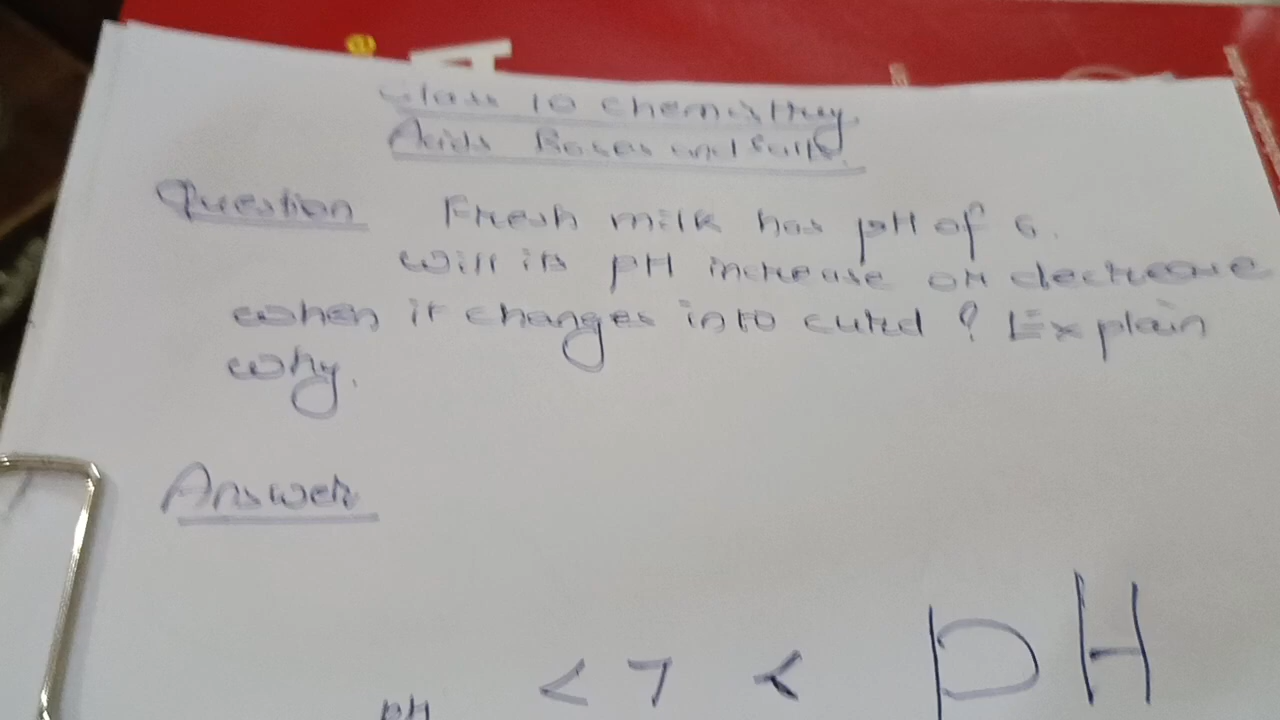 Class 10 chemistry
Acids Bases and Salts.
Question Fresh milk has pH of 6.
will its pH increase or decrease
when it changes into curd ? Explain
why.
Answer
pH < 7 < pH